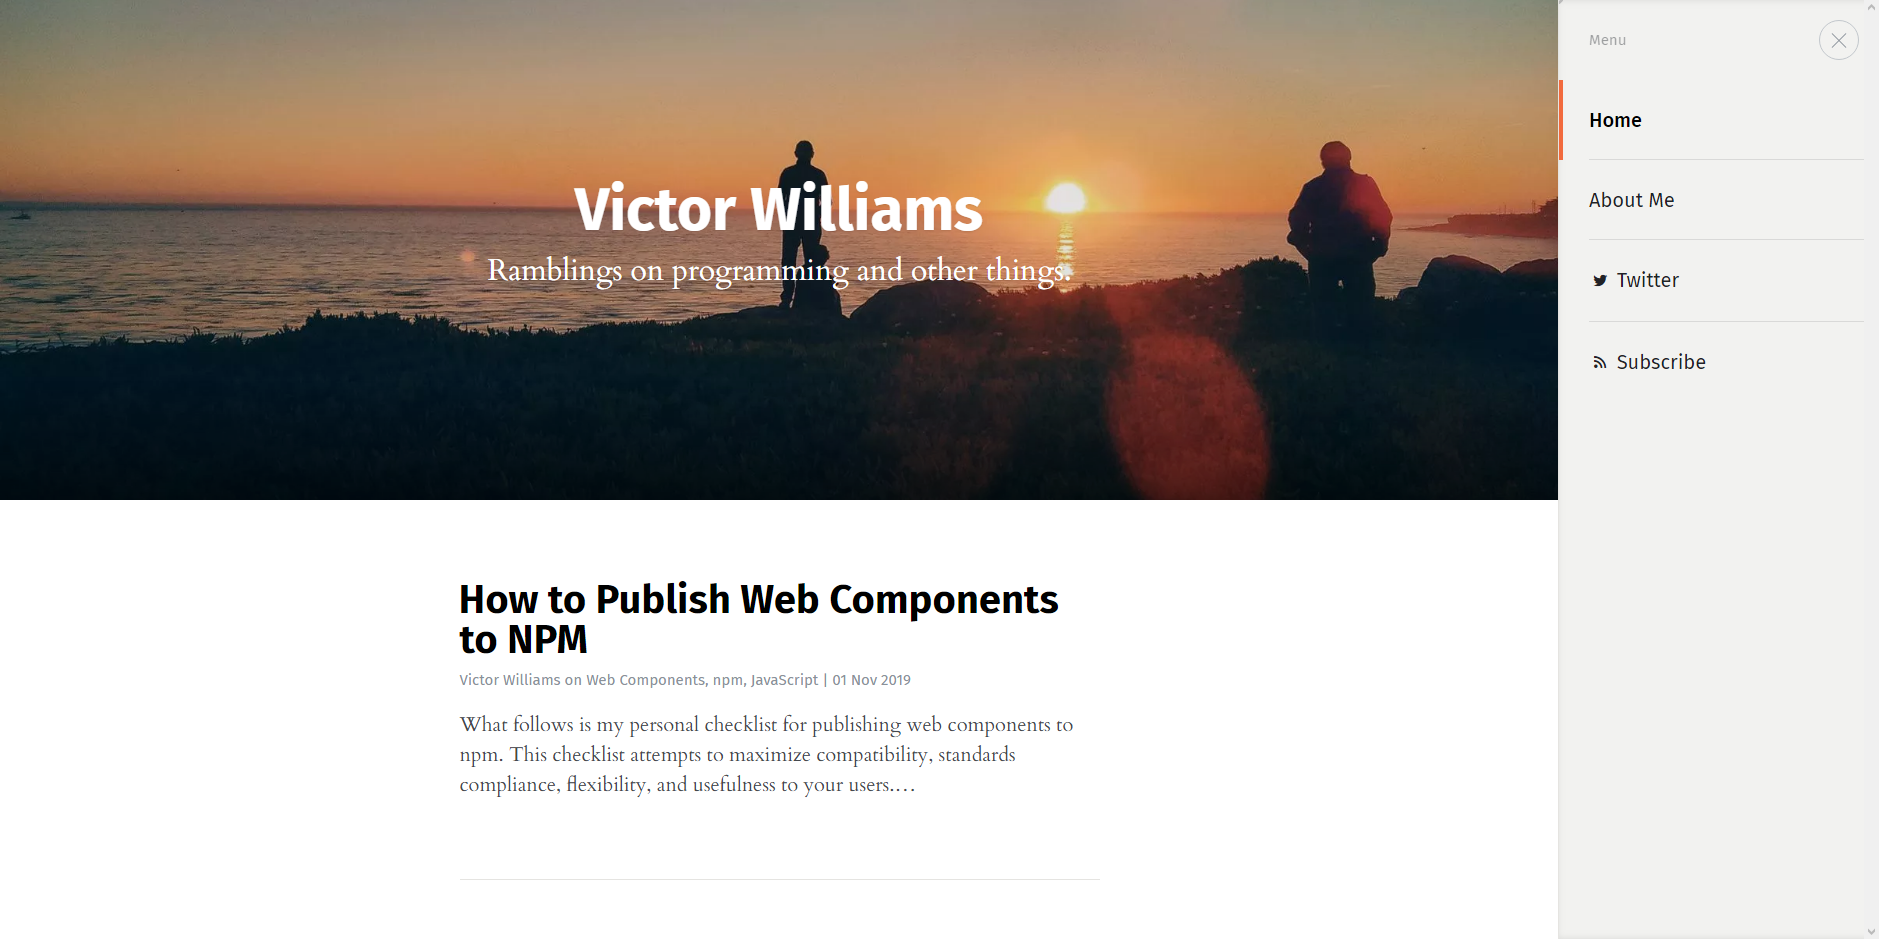 Victor Williams
Ramblings on programming and other things.
How to Publish Web Components
to NPM
Victor Williams on Web Components, npm, JavaScript | 01 Nov 2019
What follows is my personal checklist for publishing web components to
npm. This checklist attempts to maximize compatibility, standards
compliance, flexibility, and usefulness to your users.…
Menu
Home
About Me
Twitter
Subscribe